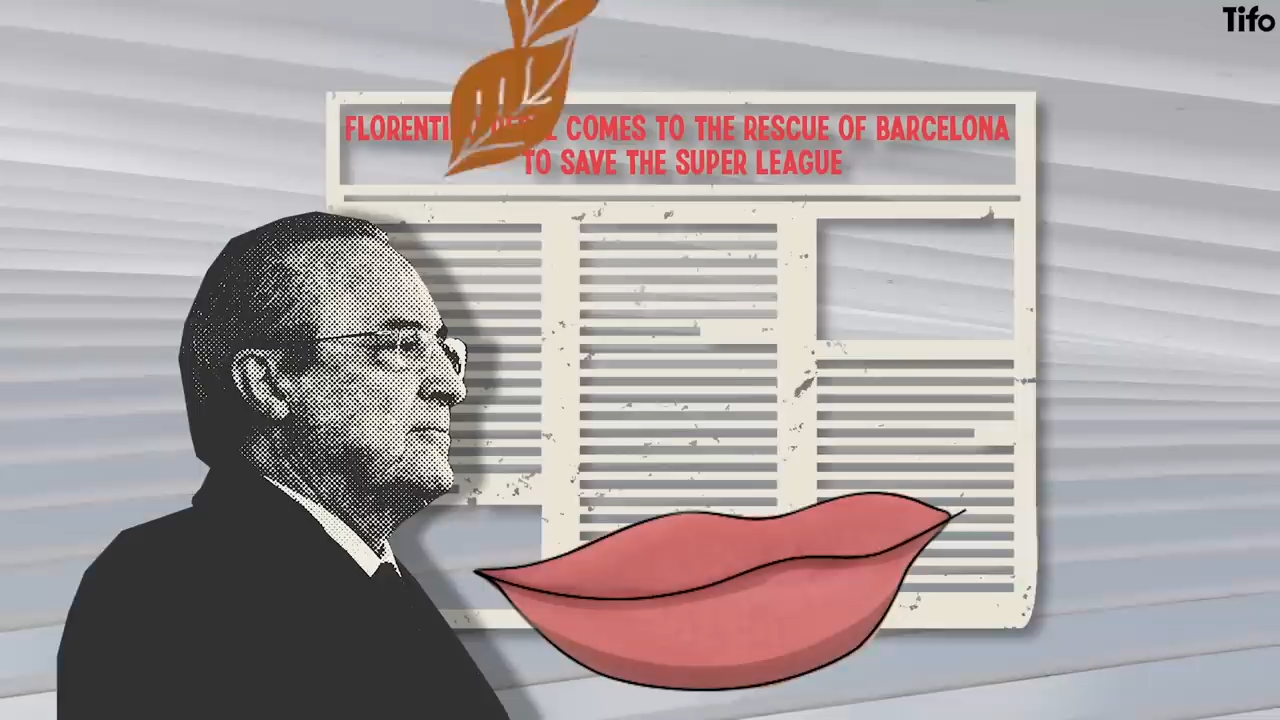 Tifo
FLORENTI COMES TO THE RESCUE OF BARCELONA
TO SAVE THE SUPER LEAGUE